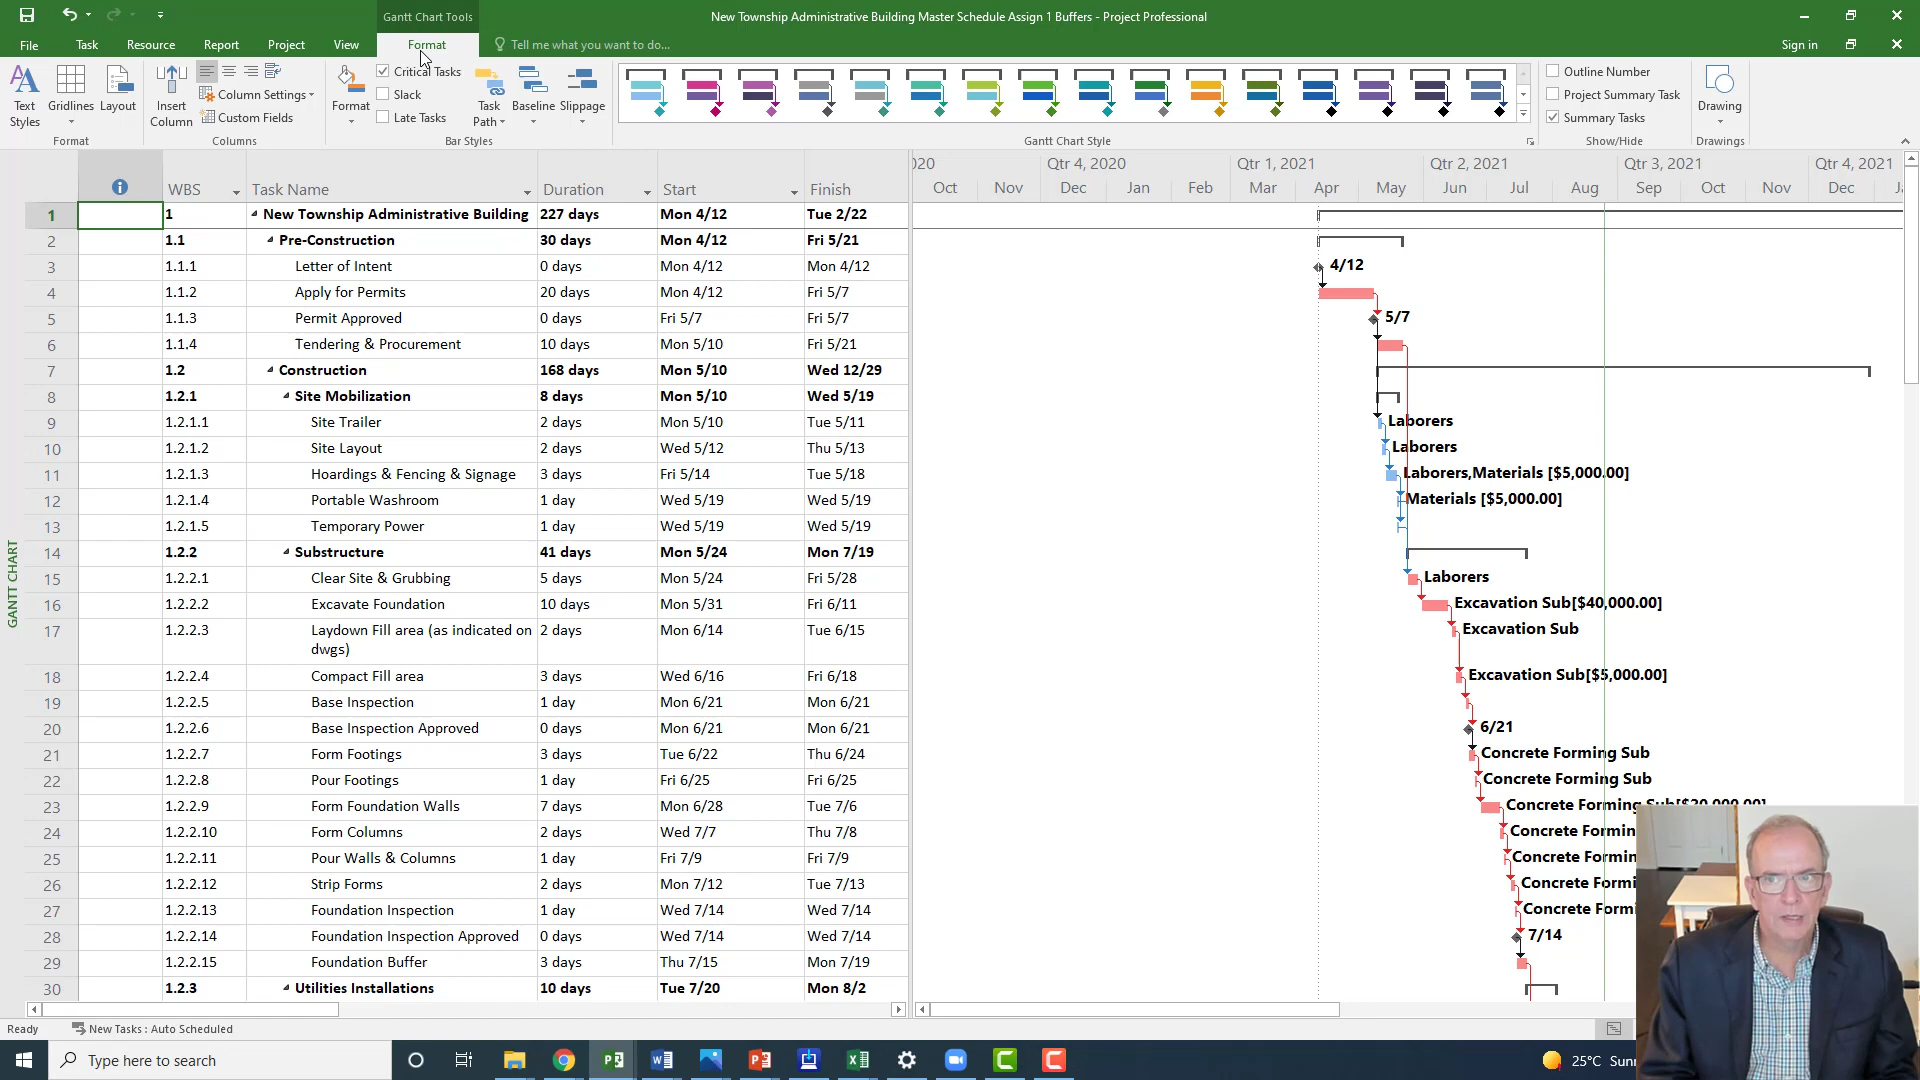 Gantt Chart Tools
New Township Administrative Building Master Schedule Assign 1 Buffers - Project Professional
File Task Resource Report Project View Format Tell me what you want to do... Sign in
Text Styles
Gridlines
Layout
Format
Insert Column
Column Settings
Custom Fields
Columns
Format
Critical Tasks
Slack
Late Tasks
Task Path
Baseline
Slippage
Bar Styles
Gantt Chart Style
Outline Number
Project Summary Task
Summary Tasks
Show/Hide
Drawing
Drawings
WBS Task Name Duration Start Finish
020 Qtr 4, 2020 Qtr 1, 2021 Qtr 2, 2021 Qtr 3, 2021 Qtr 4, 2021
Oct Nov Dec Jan Feb Mar Apr May Jun Jul Aug Sep Oct Nov Dec
1 1 New Township Administrative Building 227 days Mon 4/12 Tue 2/22
2 1.1 Pre-Construction 30 days Mon 4/12 Fri 5/21
3 1.1.1 Letter of Intent 0 days Mon 4/12 Mon 4/12 4/12
4 1.1.2 Apply for Permits 20 days Mon 4/12 Fri 5/7
5 1.1.3 Permit Approved 0 days Fri 5/7 Fri 5/7 5/7
6 1.1.4 Tendering & Procurement 10 days Mon 5/10 Fri 5/21
7 1.2 Construction 168 days Mon 5/10 Wed 12/29
8 1.2.1 Site Mobilization 8 days Mon 5/10 Wed 5/19
9 1.2.1.1 Site Trailer 2 days Mon 5/10 Tue 5/11 Laborers
10 1.2.1.2 Site Layout 2 days Wed 5/12 Thu 5/13 Laborers
11 1.2.1.3 Hoardings & Fencing & Signage 3 days Fri 5/14 Tue 5/18 Laborers,Materials [$5,000.00]
12 1.2.1.4 Portable Washroom 1 day Wed 5/19 Wed 5/19 Materials [$5,000.00]
13 1.2.1.5 Temporary Power 1 day Wed 5/19 Wed 5/19
14 1.2.2 Substructure 41 days Mon 5/24 Mon 7/19
15 1.2.2.1 Clear Site & Grubbing 5 days Mon 5/24 Fri 5/28 Laborers
16 1.2.2.2 Excavate Foundation 10 days Mon 5/31 Fri 6/11 Excavation Sub[$40,000.00]
17 1.2.2.3 Laydown Fill area (as indicated on 2 days Mon 6/14 Tue 6/15 Excavation Sub
dwgs)
18 1.2.2.4 Compact Fill area 3 days Wed 6/16 Fri 6/18 Excavation Sub[$5,000.00]
19 1.2.2.5 Base Inspection 1 day Mon 6/21 Mon 6/21
20 1.2.2.6 Base Inspection Approved 0 days Mon 6/21 Mon 6/21 6/21
21 1.2.2.7 Form Footings 3 days Tue 6/22 Thu 6/24 Concrete Forming Sub
22 1.2.2.8 Pour Footings 1 day Fri 6/25 Fri 6/25 Concrete Forming Sub
23 1.2.2.9 Form Foundation Walls 7 days Mon 6/28 Tue 7/6 Concrete Forming
24 1.2.2.10 Form Columns 2 days Wed 7/7 Thu 7/8 Concrete Formin
25 1.2.2.11 Pour Walls & Columns 1 day Fri 7/9 Fri 7/9 Concrete Formin
26 1.2.2.12 Strip Forms 2 days Mon 7/12 Tue 7/13 Concrete Formi
27 1.2.2.13 Foundation Inspection 1 day Wed 7/14 Wed 7/14 Concrete Formi
28 1.2.2.14 Foundation Inspection Approved 0 days Wed 7/14 Wed 7/14 7/14
29 1.2.2.15 Foundation Buffer 3 days Thu 7/15 Mon 7/19
30 1.2.3 Utilities Installations 10 days Tue 7/20 Mon 8/2
GANTT CHART
Ready New Tasks : Auto Scheduled
Type here to search
25°C Sunn